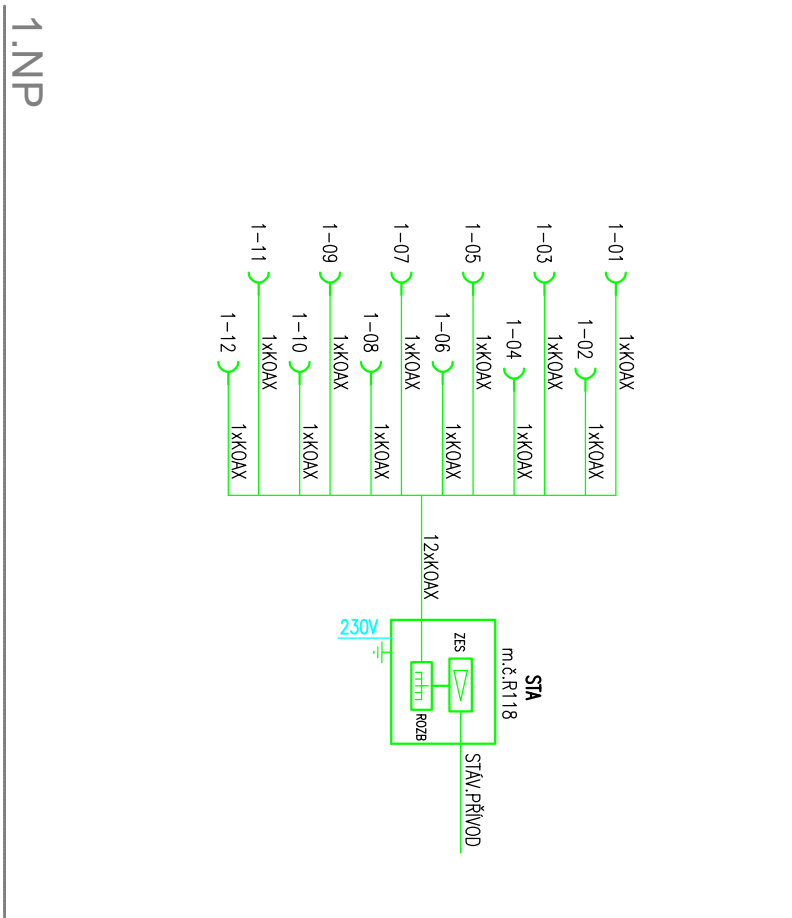 1.NP
1-01
1xKOAX
1-02
1xKOAX
1-03
1xKOAX
1-04
1xKOAX
1-05
1xKOAX
1-06
1xKOAX
1-07
1xKOAX
1-08
1xKOAX
1-09
1xKOAX
1-10
1xKOAX
1-11
1xKOAX
1-12
1xKOAX
12xKOAX
STA
m.č.R118
ZES
ROZB
230V
STÁV.PŘÍVOD